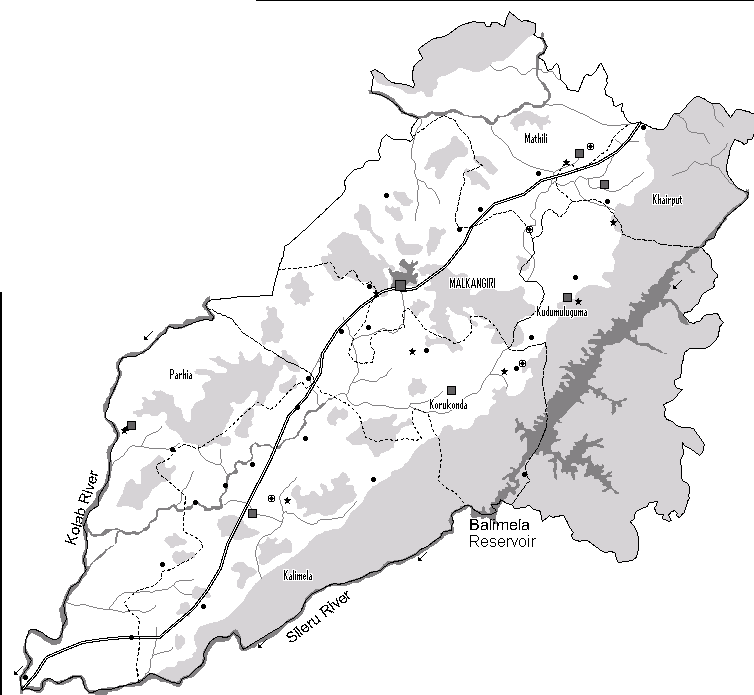 Mathili
Khairput
MALKANGIRI
Kudumuluguma
Parhia
Korukonda
Kolab River
Balimela
Reservoir
Kalimela
Sileru River